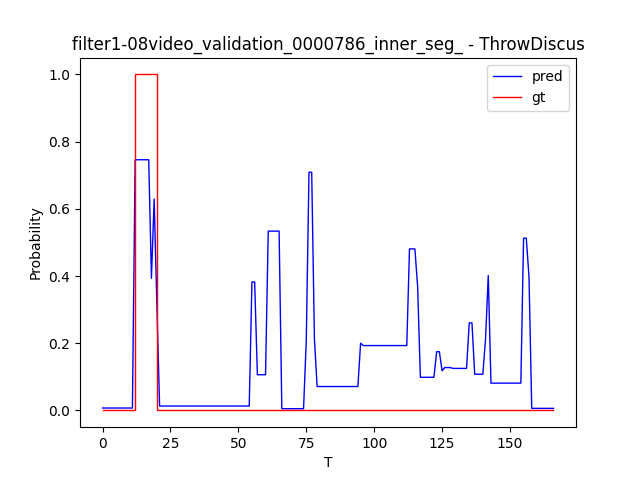 filter1-08video_validation_0000786_inner_seg_ - ThrowDiscus
pred
gt
1.0
0.8
0.6
0.4
0.2
0.0
Probability
0
25
50
75
100
125
150
T